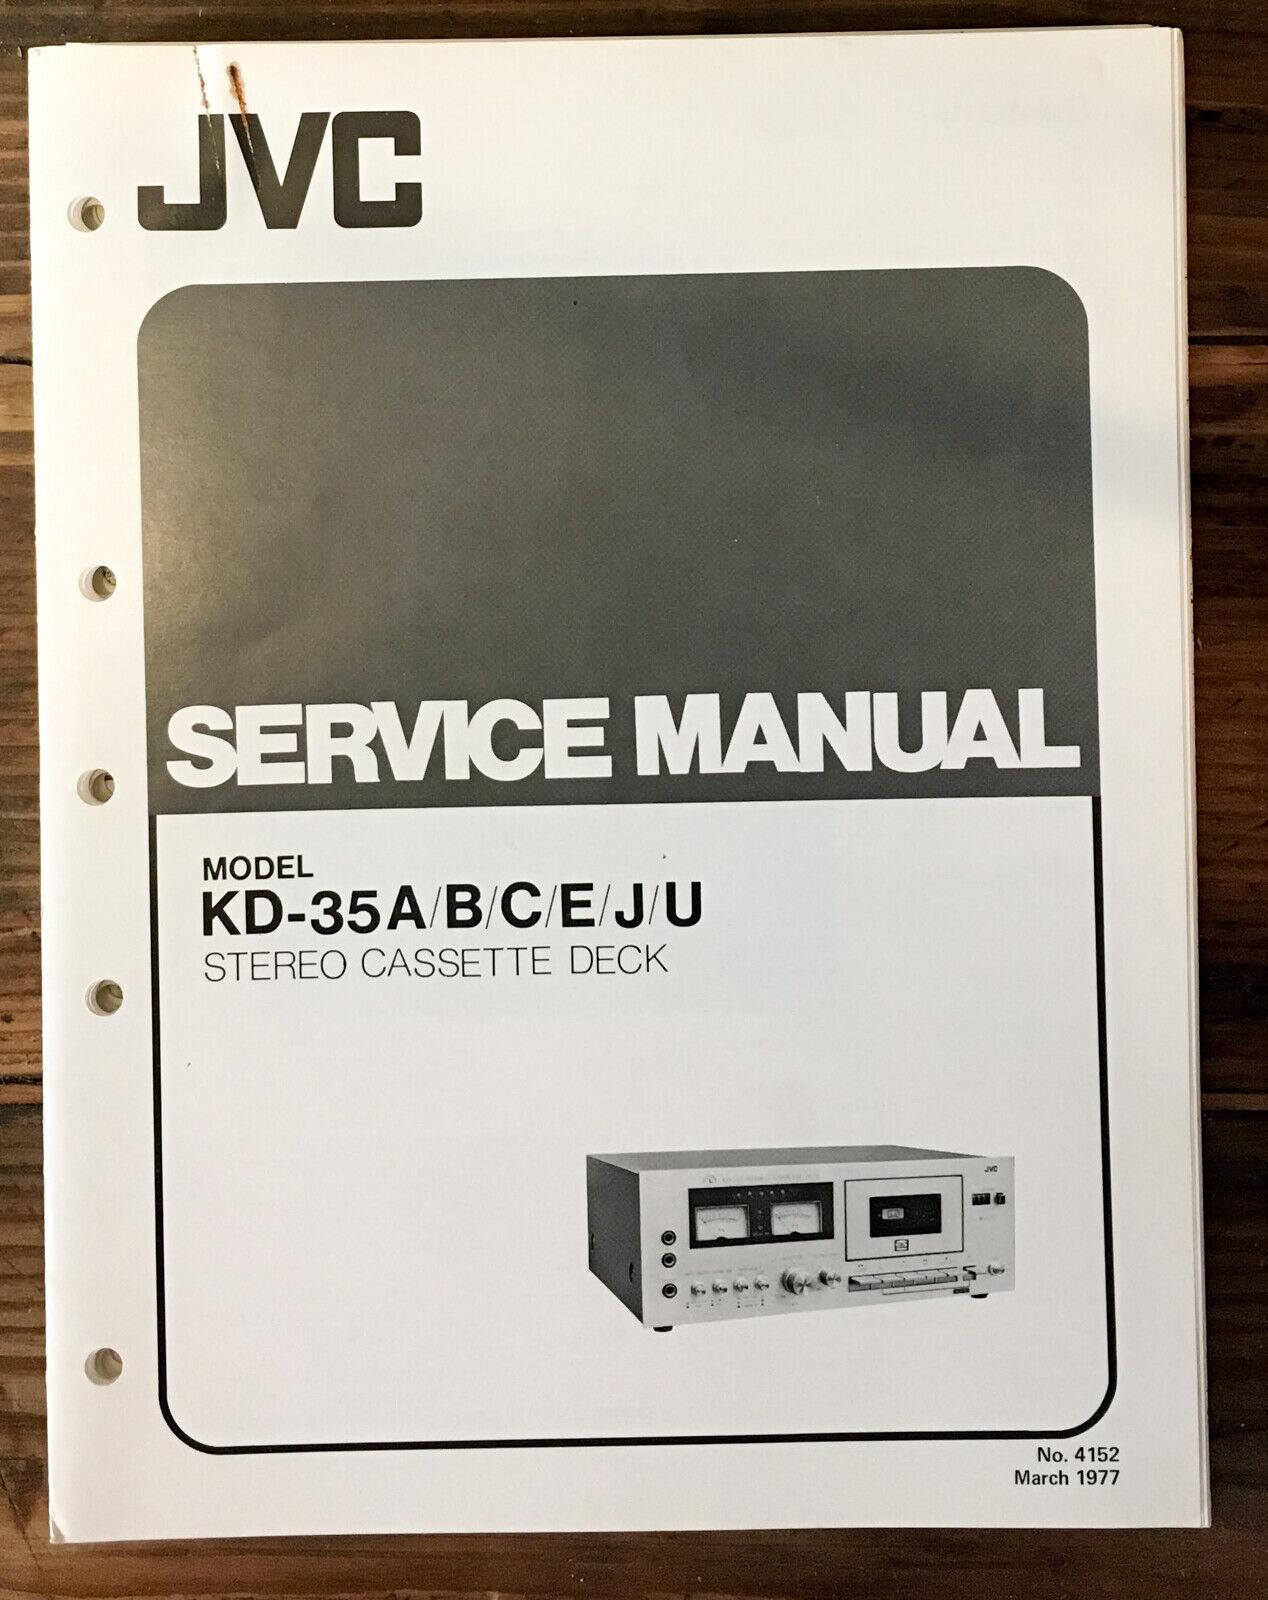 JVC
SERVICE MANUAL
MODEL
KD-35A/B/C/E/J/U
STEREO CASSETTE DECK
JVC
No. 4152
March 1977